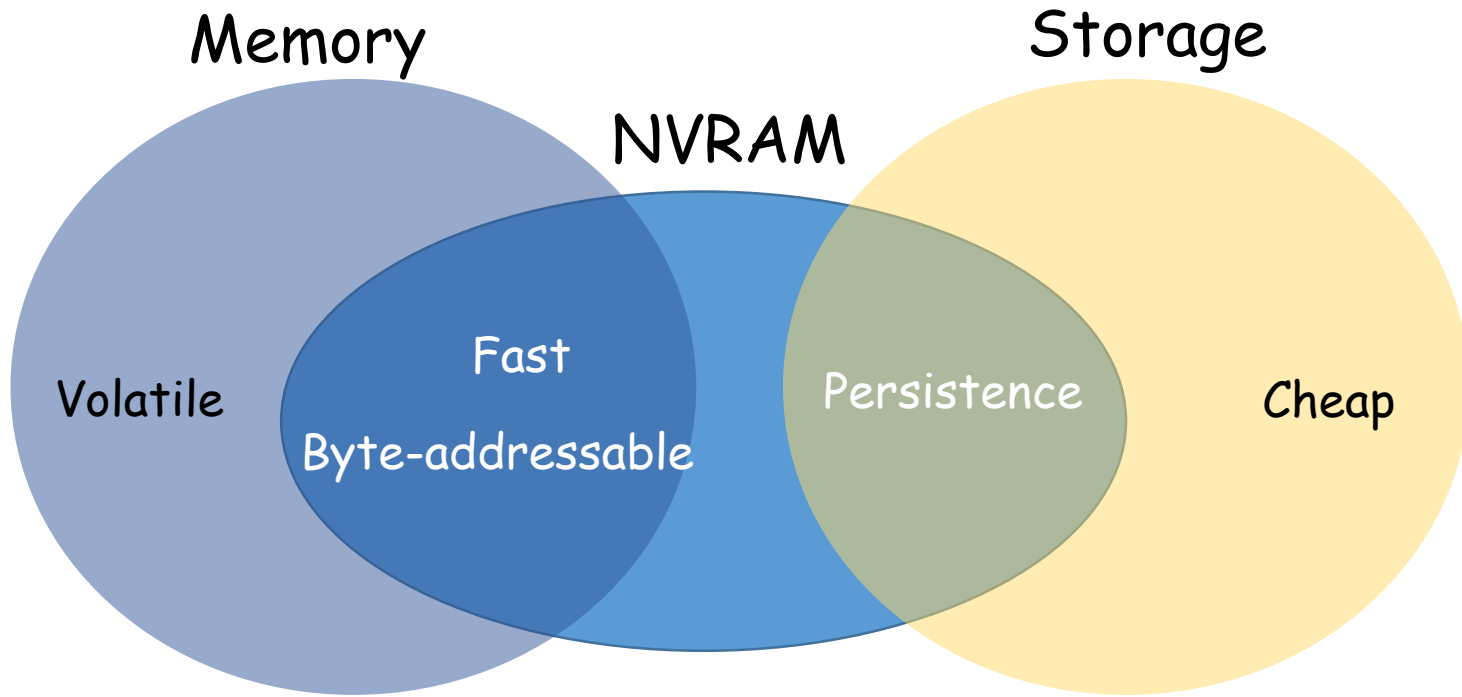 Memory
Storage
NVRAM
Fast
Volatile
Byte-addressable
Persistence
Cheap